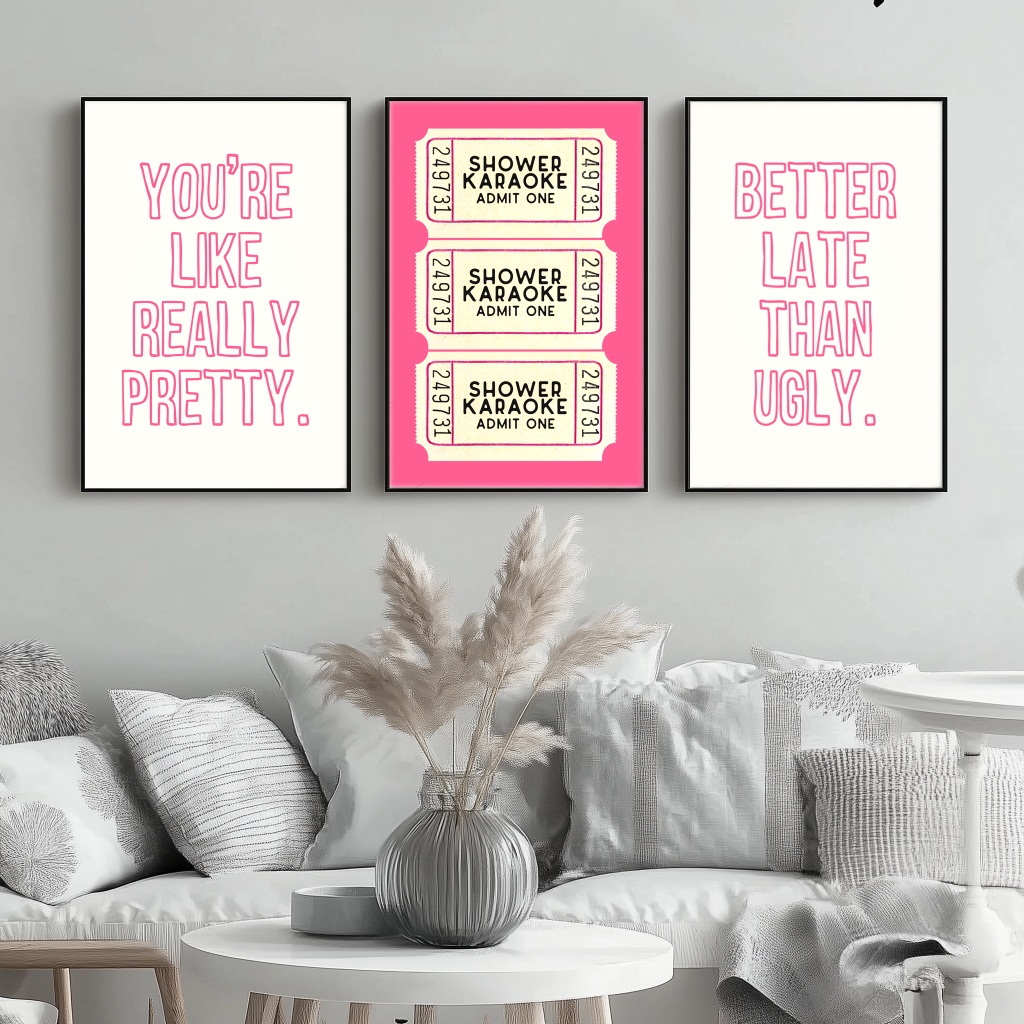 YOU'RE
LIKE
REALLY
PRETTY.
249731
SHOWER
KARAOKE
ADMIT ONE
249731
249731
SHOWER
KARAOKE
ADMIT ONE
249731
249731
SHOWER
KARAOKE
ADMIT ONE
249731
BETTER
LATE
THAN
UGLY.